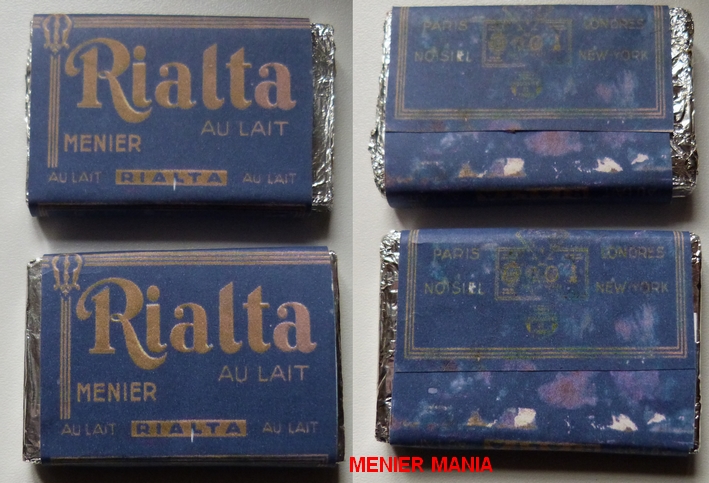 Rialta
AU LAIT
MENIER
AU LAIT RIALTA AU LAIT
PARIS LONDRES
NOISIEL NEW-YORK
Rialta
AU LAIT
MENIER
AU LAIT RIALTA AU LAIT
PARIS LONDRES
NOISIEL NEW-YORK
MENIER MANIA